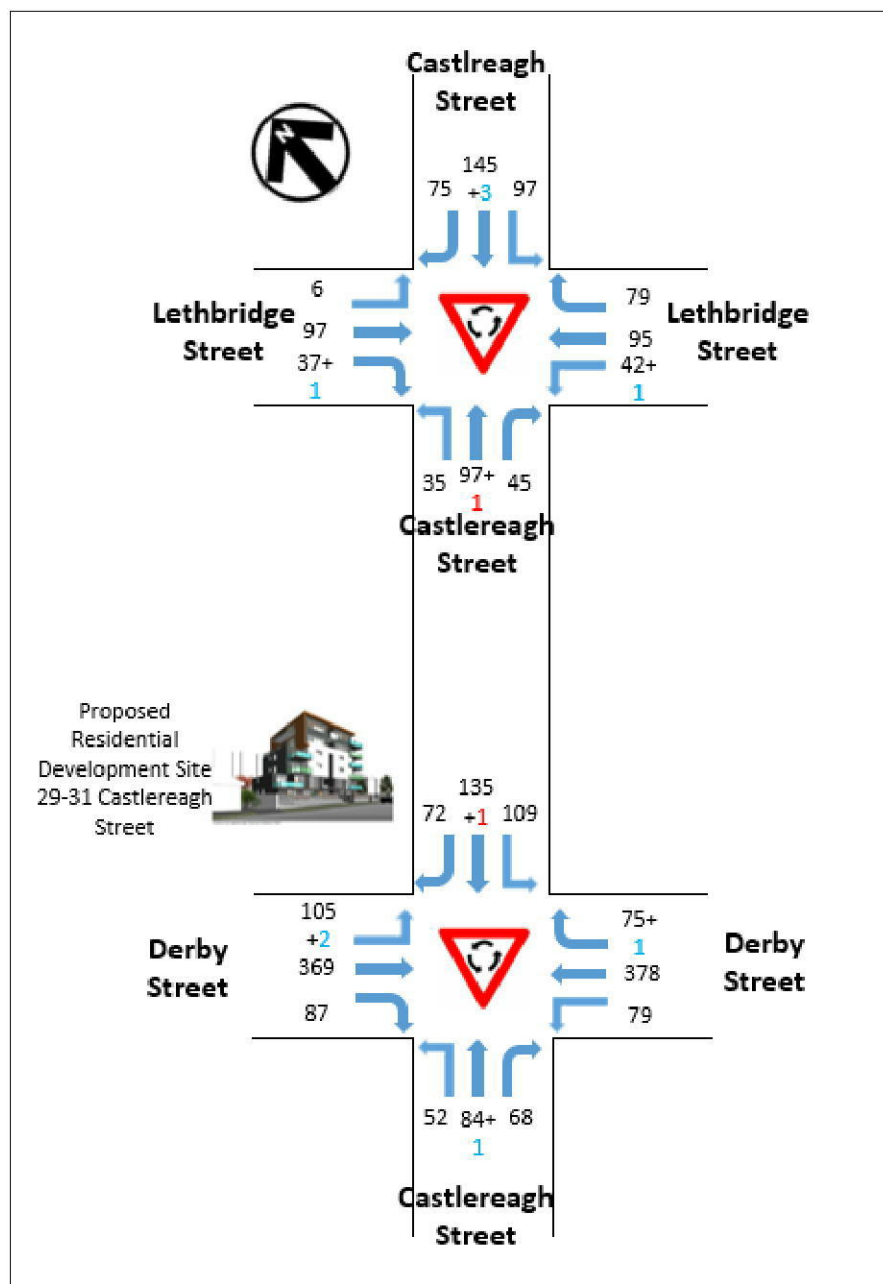 Castlreagh
Street
N
145
75 +3 97
6
Lethbridge
Street
97
37+
1
79
Lethbridge
Street
95
42+
1
35 97+ 45
1
Castlereagh
Street
Proposed
Residential
Development Site
29-31 Castlereagh
Street
135
72 +1 109
105
+2
Derby
Street
369
87
75+
1
Derby
Street
378
79
52 84+ 68
1
Castlereagh
Street